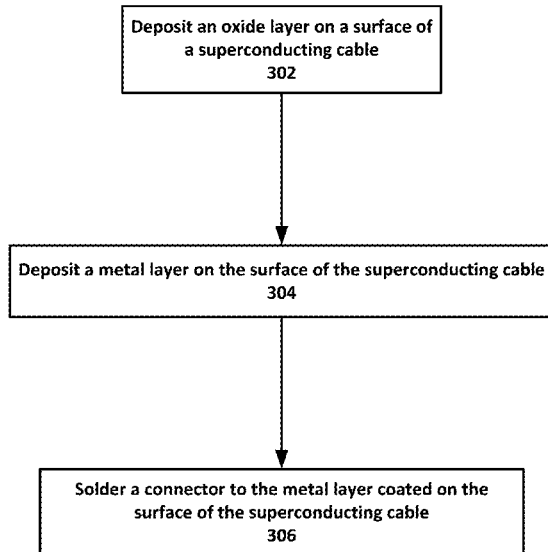 Deposit an oxide layer on a surface of
a superconducting cable
302
Deposit a metal layer on the surface of the superconducting cable
304
Solder a connector to the metal layer coated on the
surface of the superconducting cable
306